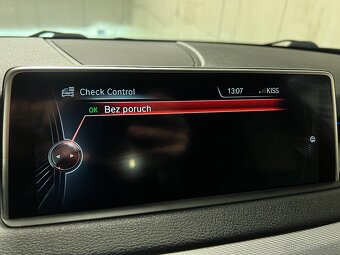 Check Control
13:07
KISS
OK Bez poruch